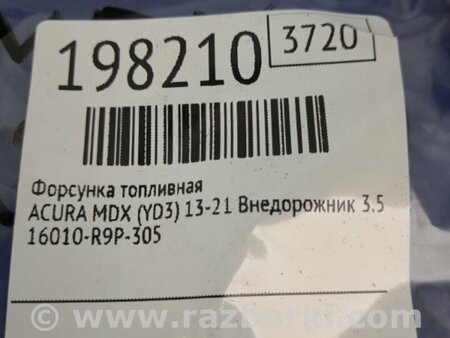 198210 3720
Форсунка топливная
ACURA MDX (YD3) 13-21 Внедорожник 3.5
16010-R9P-305
© www.razborki.com